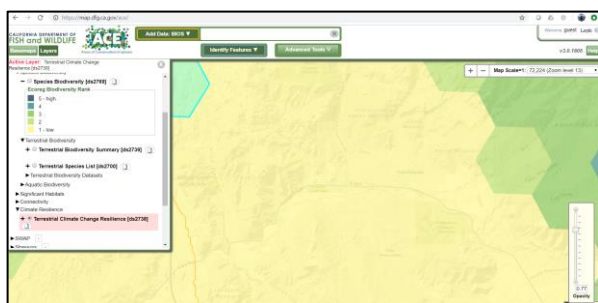 https://map.dfg.ca.gov/ace/
CALIFORNIA DEPARTMENT OF
FISH and WILDLIFE
ACE
Basemaps Layers
Add Data: BIOS ▼
Identify Features ▼
Advanced Tools ▼
guest
v3.0.7805
Active Layer Terrestrial Climate Change
Resilience [ds2738]
Species Biodiversity [ds2769]
Ecoreg Biodiversity Rank
5 - high
4
3
2
1 - low
▼Terrestrial Biodiversity
+ Terrestrial Biodiversity Summary [ds2739]
+ Terrestrial Species List [ds2700]
▶Terrestrial Biodiversity Datasets
▶Aquatic Biodiversity
▶Significant Habitats
▶Connectivity
▼Climate Resilience
+ Terrestrial Climate Change Resilience [ds2738]
▶SWAP
+ - Map Scale=1: 72,224 (Zoom level 13)
0.77
Opacity